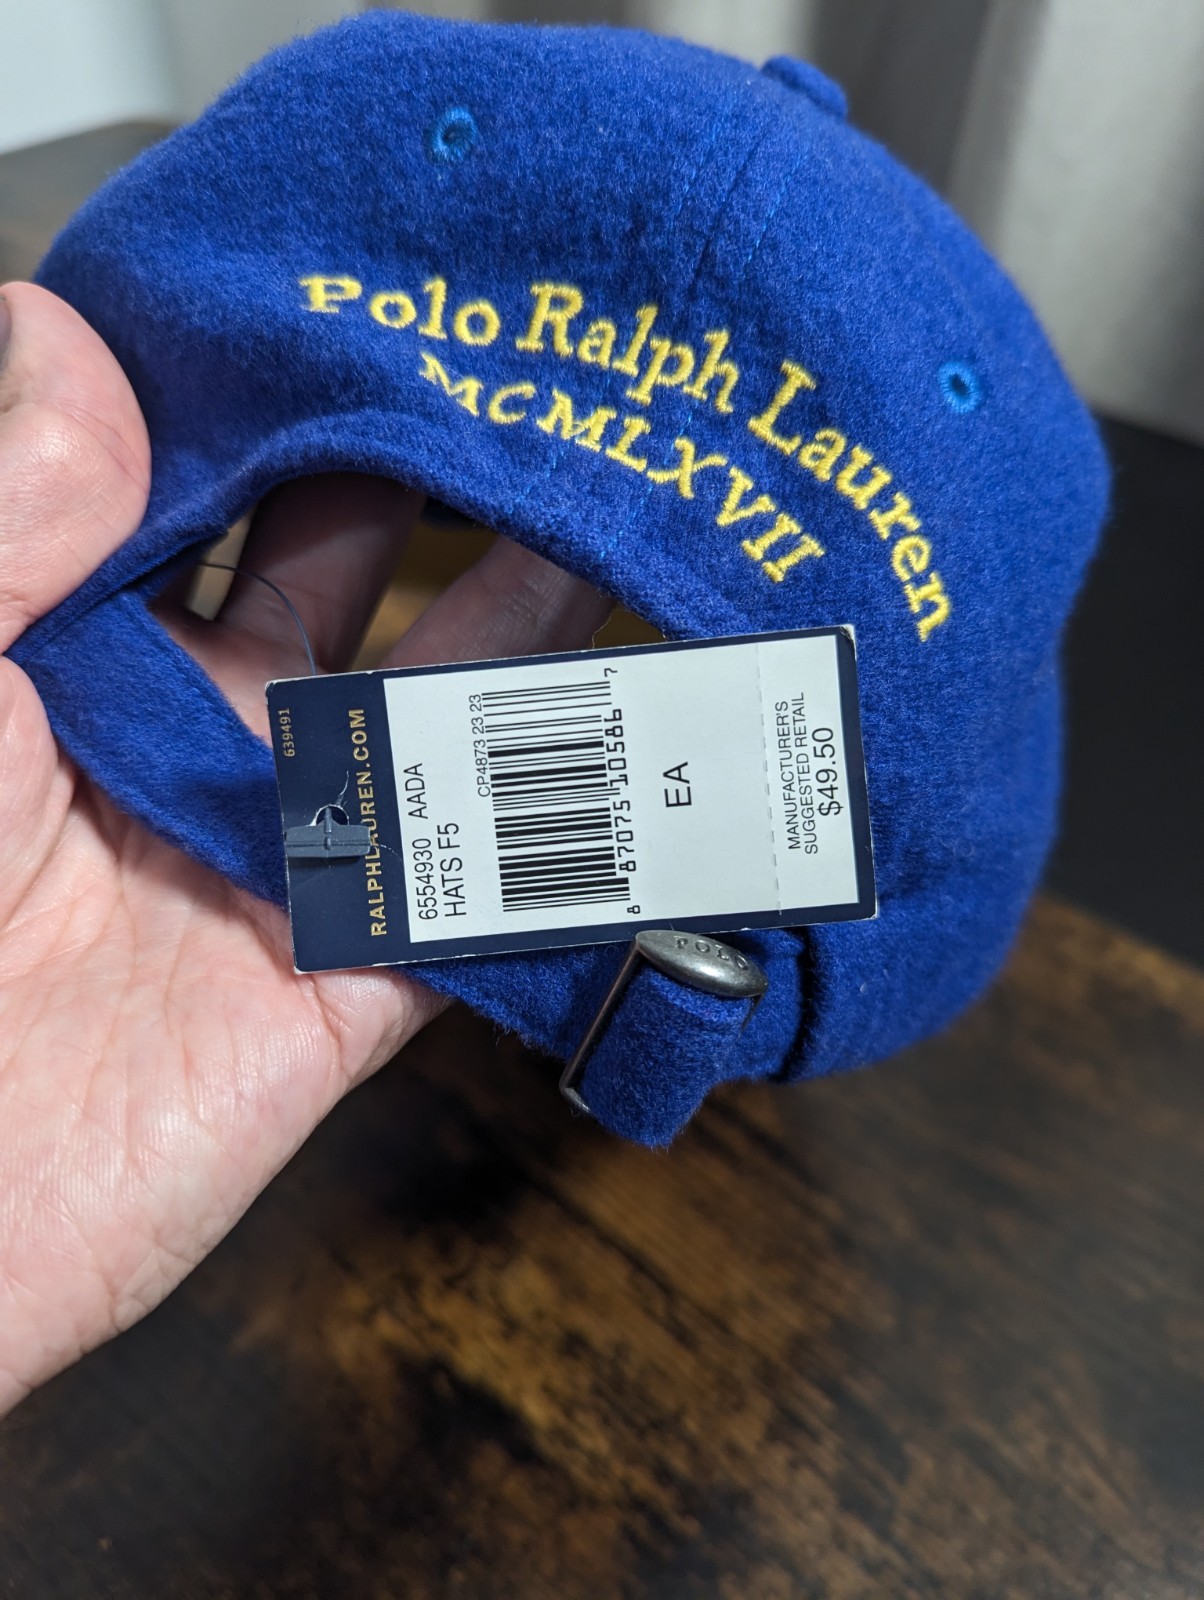 Polo Ralph Lauren
MCMLXVII
639491
RALPHLAUREN.COM
6554930 AADA
HATS F5
CP4873 23 23
8 87075 10586 7
EA
MANUFACTURER'S
SUGGESTED RETAIL
$49.50
POLO